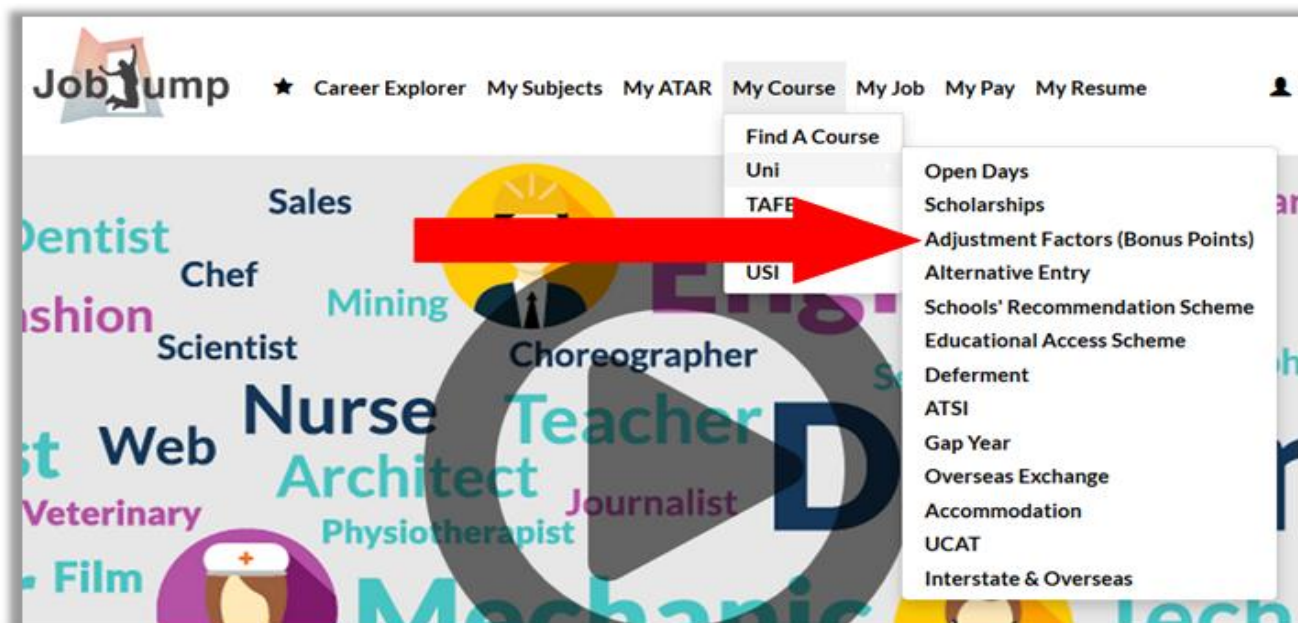 JobJump
★ Career Explorer My Subjects My ATAR My Course My Job My Pay My Resume
Find A Course
Uni
TAFE
USI
Open Days
Scholarships
Adjustment Factors (Bonus Points)
Alternative Entry
Schools' Recommendation Scheme
Educational Access Scheme
Deferment
ATSI
Gap Year
Overseas Exchange
Accommodation
UCAT
Interstate & Overseas
Sales
Dentist
Chef
Mining
Scientist
Choreographer
Nurse
Teacher
Web
Architect
Journalist
Veterinary
Physiotherapist
Film
Mechanic
Tech